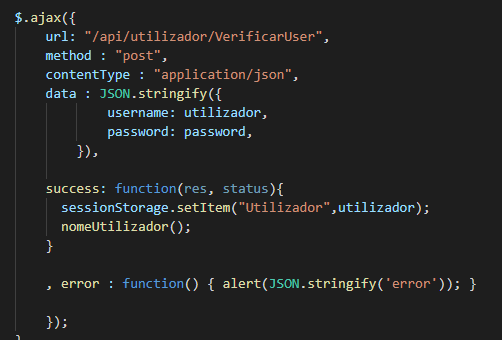 $.ajax({
url: "/api/utilizador/VerificarUser",
method : "post",
contentType : "application/json",
data : JSON.stringify({
username: utilizador,
password: password,
}),
success: function(res, status){
sessionStorage.setItem("Utilizador",utilizador);
nomeUtilizador();
}
, error : function() { alert(JSON.stringify('error')); }
});